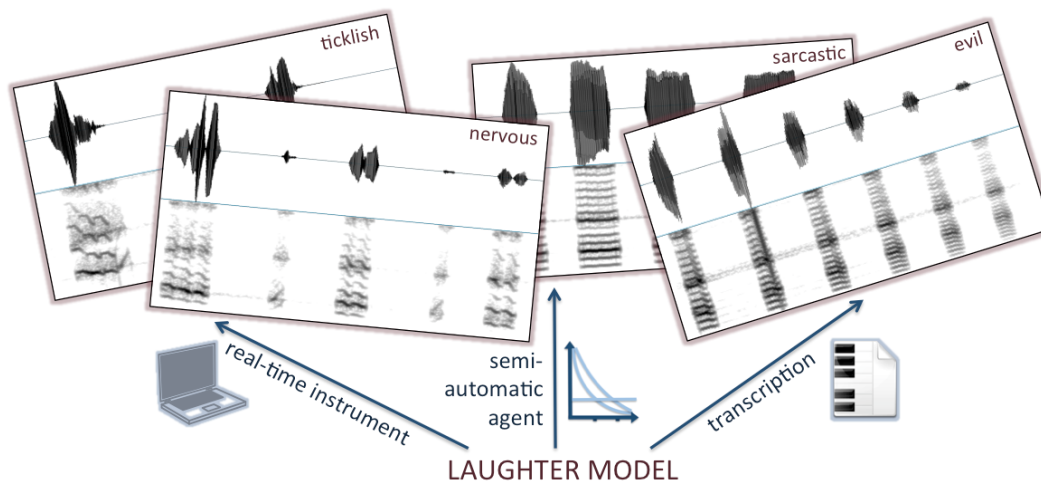 ticklish
sarcastic
evil
nervous
real-time instrument
semi-
automatic
agent
transcription
LAUGHTER MODEL